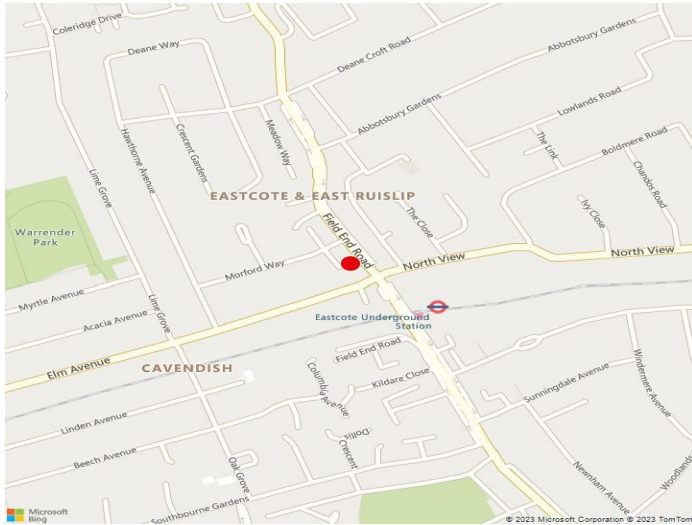 Coleridge Drive
Deane Way
Deane Croft Road
Abbotsbury Gardens
Abbotsbury Gardens
Lowlands Road
Meadow Way
Hawthorne Avenue
Crescent Gardens
The Link
Boldmere Road
Chandos Road
Lime Grove
EASTCOTE & EAST RUISLIP
Ivy Close
The Close
Field End Road
Warrender
Park
North View
North View
Morford Way
Myrtle Avenue
Lime Grove
Acacia Avenue
Eastcote Underground
Station
Elm Avenue
CAVENDISH
Field End Road
Kildare Close
Columbia Avenue
Sunningdale Avenue
Windermere Avenue
Linden Avenue
Dollis
Crescent
Beech Avenue
Oak Grove
Newnham Avenue
Woodlands
Southbourne Gardens
Microsoft
Bing
© 2023 Microsoft Corporation © 2023 TomTom